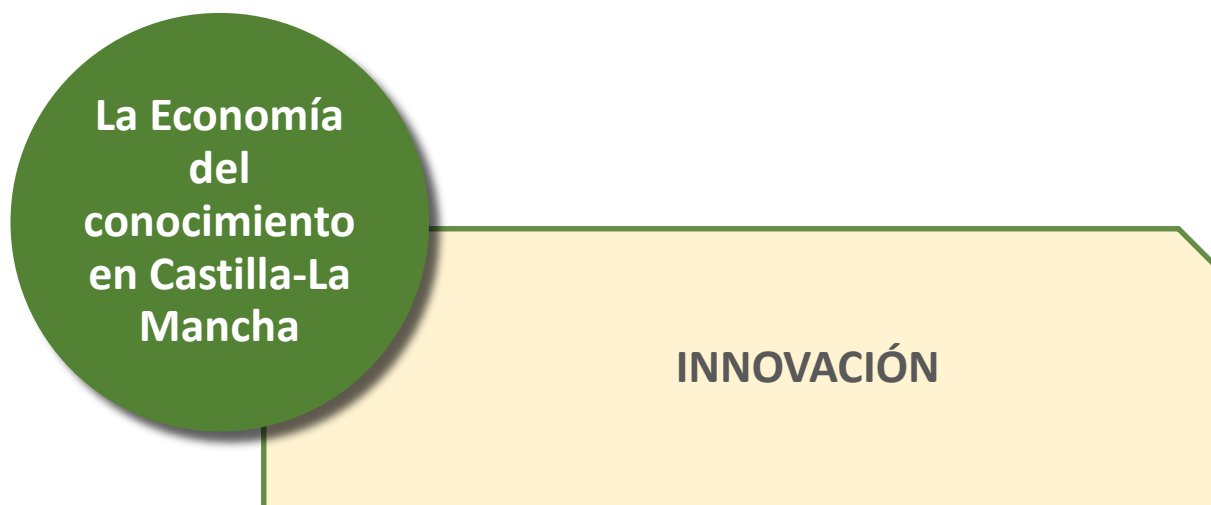 La Economía
del
conocimiento
en Castilla-La
Mancha
INNOVACIÓN